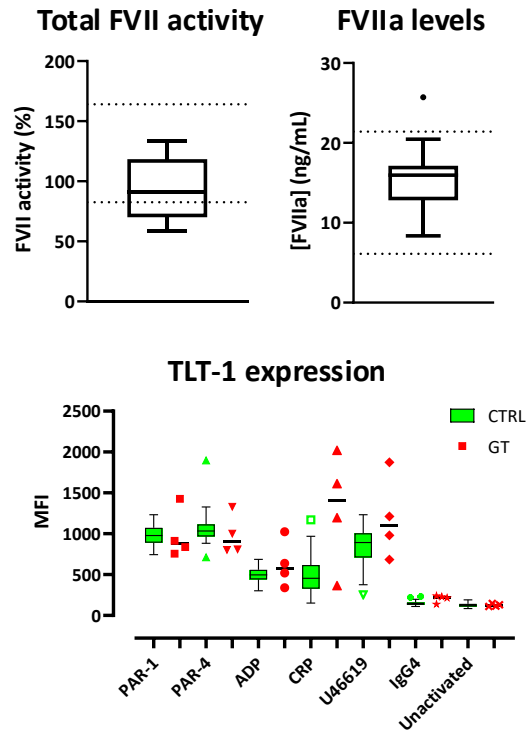 Total FVII activity
FVII activity (%)
200
150
100
50
0
FVIIa levels
[FVIIa] (ng/mL)
30
20
10
0
TLT-1 expression
MFI
2500
2000
1500
1000
500
0
CTRL
GT
PAR-1
PAR-4
ADP
CRP
U46619
IgG4
Unactivated